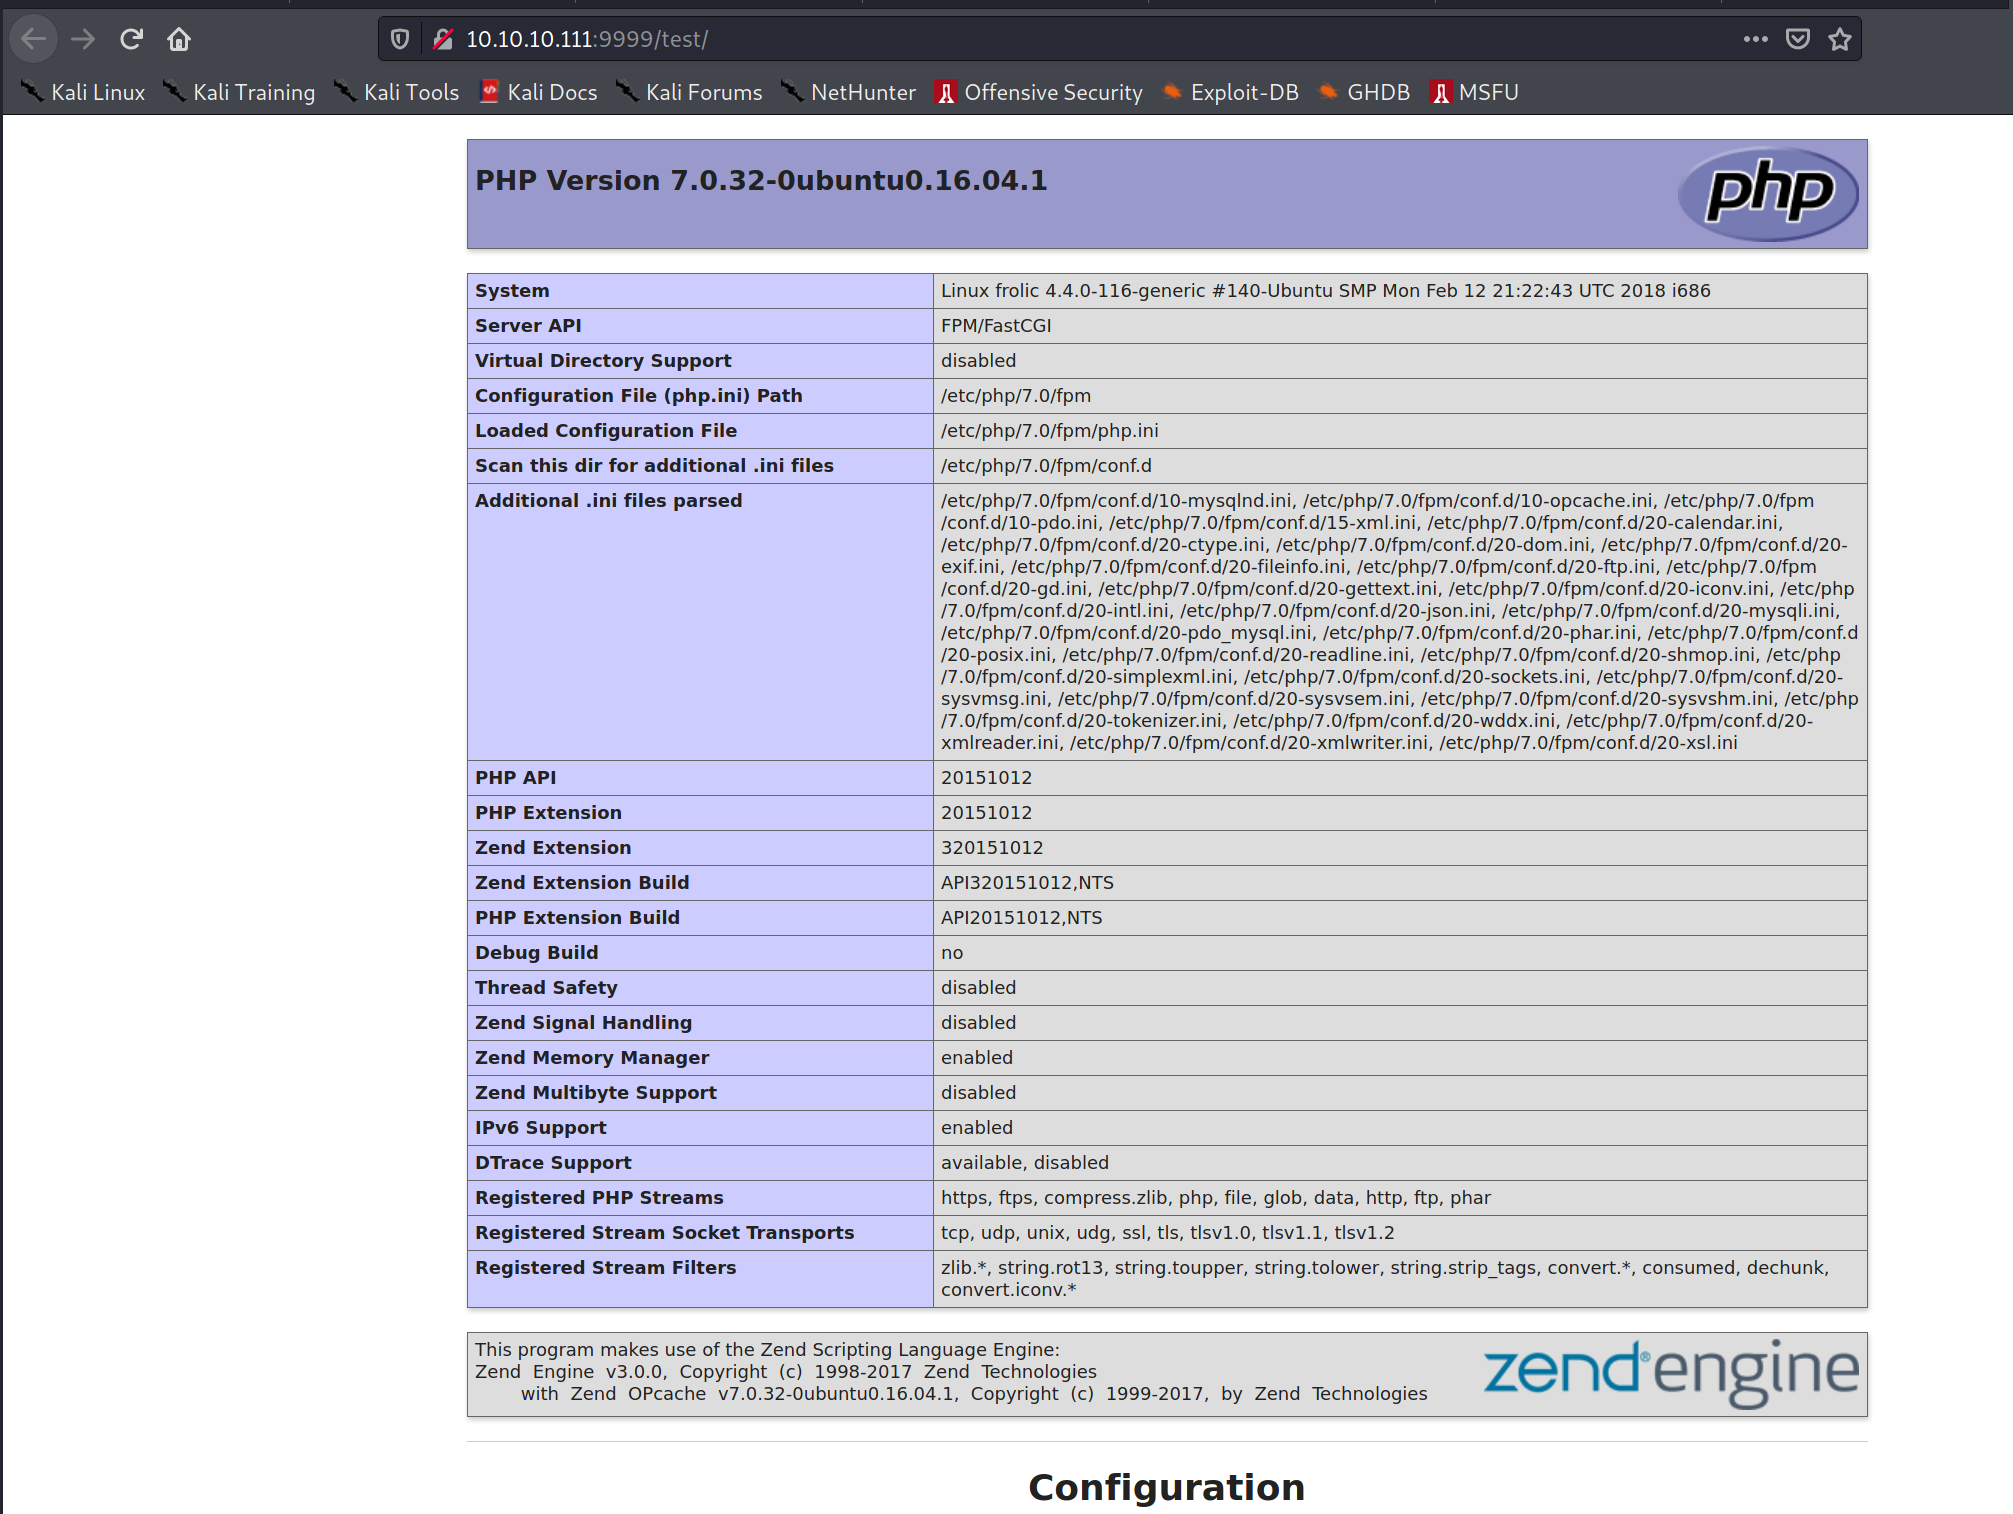 10.10.10.111:9999/test/
Kali Linux Kali Training Kali Tools Kali Docs Kali Forums NetHunter Offensive Security Exploit-DB GHDB MSFU
PHP Version 7.0.32-0ubuntu0.16.04.1
php
System Linux frolic 4.4.0-116-generic #140-Ubuntu SMP Mon Feb 12 21:22:43 UTC 2018 i686
Server API FPM/FastCGI
Virtual Directory Support disabled
Configuration File (php.ini) Path /etc/php/7.0/fpm
Loaded Configuration File /etc/php/7.0/fpm/php.ini
Scan this dir for additional .ini files /etc/php/7.0/fpm/conf.d
Additional .ini files parsed /etc/php/7.0/fpm/conf.d/10-mysqlnd.ini, /etc/php/7.0/fpm/conf.d/10-opcache.ini, /etc/php/7.0/fpm
/conf.d/10-pdo.ini, /etc/php/7.0/fpm/conf.d/15-xml.ini, /etc/php/7.0/fpm/conf.d/20-calendar.ini,
/etc/php/7.0/fpm/conf.d/20-ctype.ini, /etc/php/7.0/fpm/conf.d/20-dom.ini, /etc/php/7.0/fpm/conf.d/20-
exif.ini, /etc/php/7.0/fpm/conf.d/20-fileinfo.ini, /etc/php/7.0/fpm/conf.d/20-ftp.ini, /etc/php/7.0/fpm
/conf.d/20-gd.ini, /etc/php/7.0/fpm/conf.d/20-gettext.ini, /etc/php/7.0/fpm/conf.d/20-iconv.ini, /etc/php
/7.0/fpm/conf.d/20-intl.ini, /etc/php/7.0/fpm/conf.d/20-json.ini, /etc/php/7.0/fpm/conf.d/20-mysqli.ini,
/etc/php/7.0/fpm/conf.d/20-pdo_mysql.ini, /etc/php/7.0/fpm/conf.d/20-phar.ini, /etc/php/7.0/fpm/conf.d
/20-posix.ini, /etc/php/7.0/fpm/conf.d/20-readline.ini, /etc/php/7.0/fpm/conf.d/20-shmop.ini, /etc/php
/7.0/fpm/conf.d/20-simplexml.ini, /etc/php/7.0/fpm/conf.d/20-sockets.ini, /etc/php/7.0/fpm/conf.d/20-
sysvmsg.ini, /etc/php/7.0/fpm/conf.d/20-sysvsem.ini, /etc/php/7.0/fpm/conf.d/20-sysvshm.ini, /etc/php
/7.0/fpm/conf.d/20-tokenizer.ini, /etc/php/7.0/fpm/conf.d/20-wddx.ini, /etc/php/7.0/fpm/conf.d/20-
xmlreader.ini, /etc/php/7.0/fpm/conf.d/20-xmlwriter.ini, /etc/php/7.0/fpm/conf.d/20-xsl.ini
PHP API 20151012
PHP Extension 20151012
Zend Extension 320151012
Zend Extension Build API320151012,NTS
PHP Extension Build API20151012,NTS
Debug Build no
Thread Safety disabled
Zend Signal Handling disabled
Zend Memory Manager enabled
Zend Multibyte Support disabled
IPv6 Support enabled
DTrace Support available, disabled
Registered PHP Streams https, ftps, compress.zlib, php, file, glob, data, http, ftp, phar
Registered Stream Socket Transports tcp, udp, unix, udg, ssl, tls, tlsv1.0, tlsv1.1, tlsv1.2
Registered Stream Filters zlib.*, string.rot13, string.toupper, string.tolower, string.strip_tags, convert.*, consumed, dechunk,
convert.iconv.*
This program makes use of the Zend Scripting Language Engine:
Zend Engine v3.0.0, Copyright (c) 1998-2017 Zend Technologies
with Zend OPcache v7.0.32-0ubuntu0.16.04.1, Copyright (c) 1999-2017, by Zend Technologies
zend® engine
Configuration